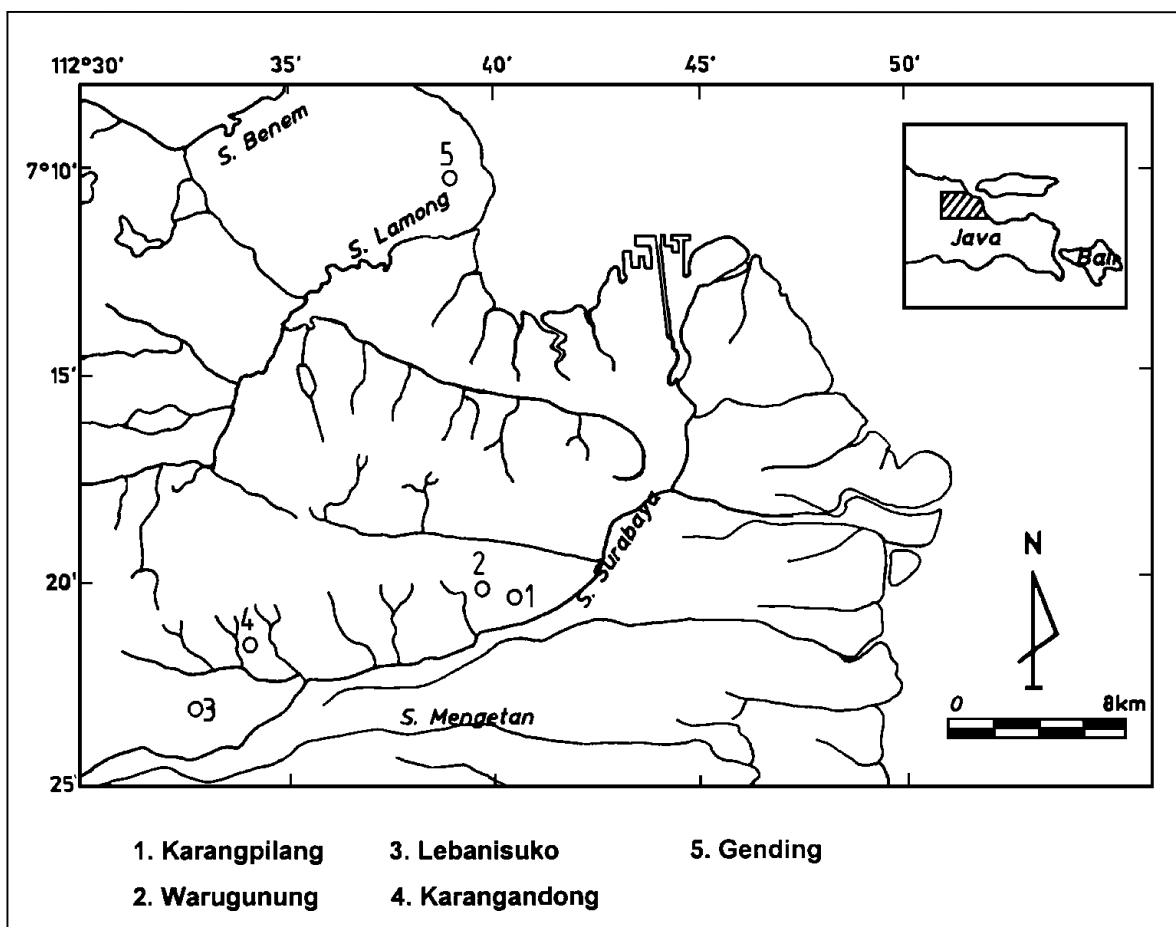 112°30' 35' 40' 45' 50'
S. Benem
5
7°10'
S. Lamong
Java
Bali
15'
S. Surabaya
N
20'
2
1
4
0 8km
3
S. Mengetan
25'
1. Karangpilang 3. Lebanisuko 5. Gending
2. Warugunung 4. Karangandong